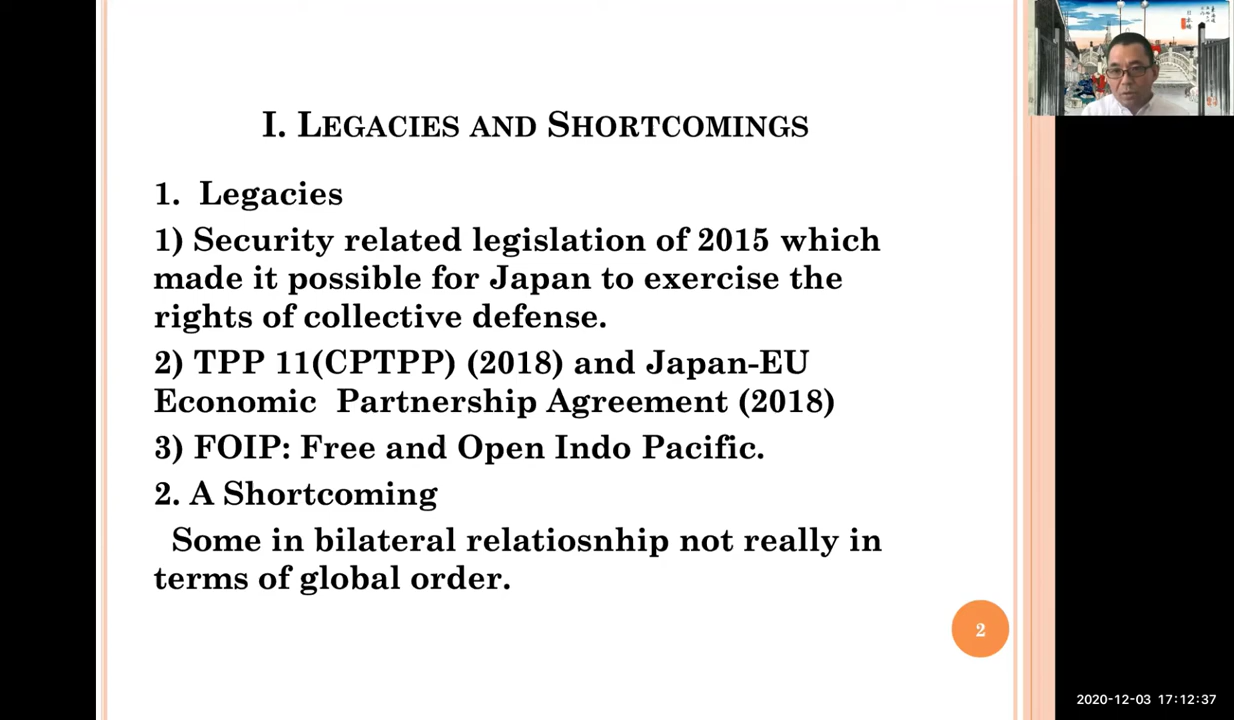 I. LEGACIES AND SHORTCOMINGS
1. Legacies
1) Security related legislation of 2015 which
made it possible for Japan to exercise the
rights of collective defense.
2) TPP 11(CPTPP) (2018) and Japan-EU
Economic Partnership Agreement (2018)
3) FOIP: Free and Open Indo Pacific.
2. A Shortcoming
Some in bilateral relatiosnhip not really in
terms of global order.
2
2020-12-03 17:12:37